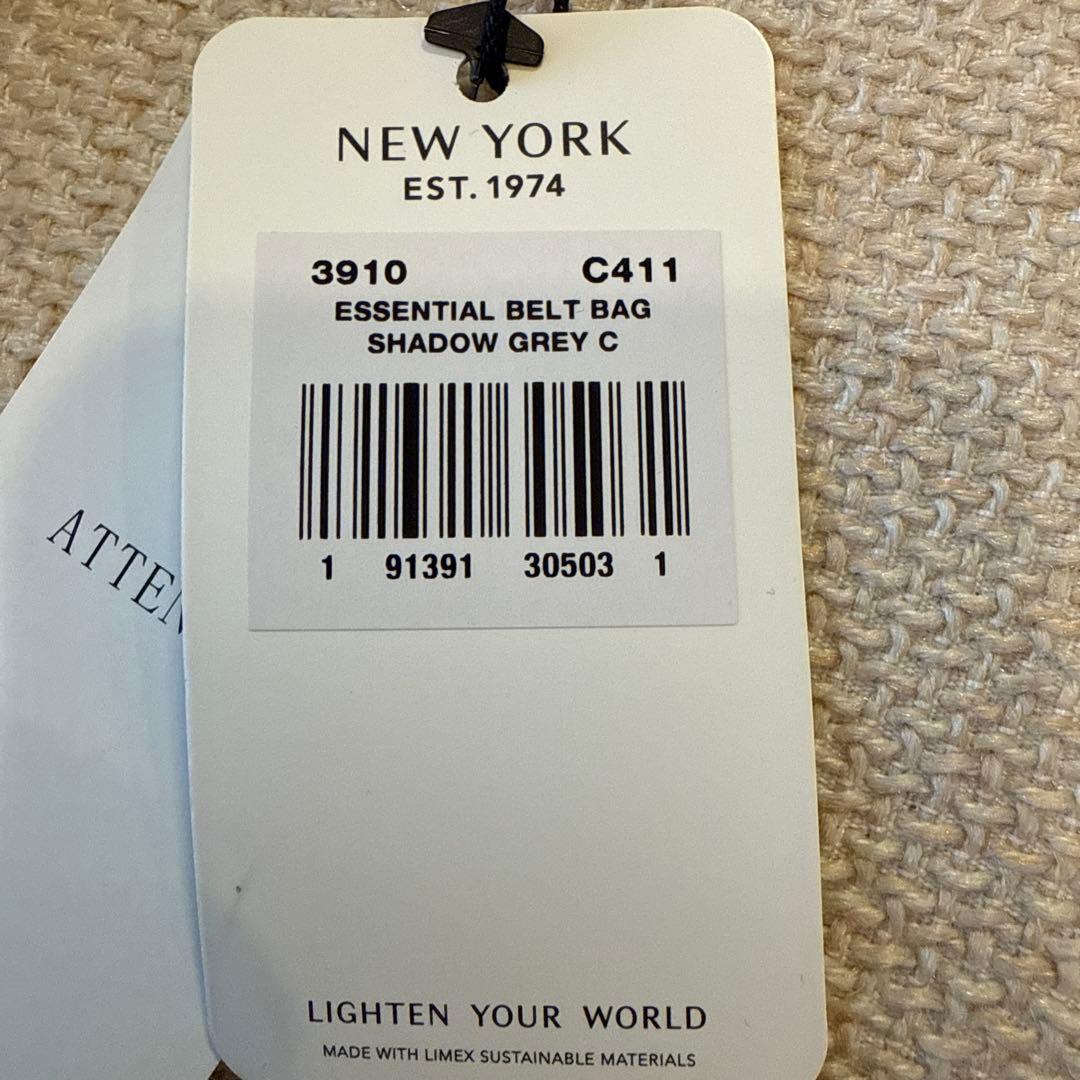 NEW YORK
EST. 1974
3910 C411
ESSENTIAL BELT BAG
SHADOW GREY C
1 91391 30503 1
ATTEN
LIGHTEN YOUR WORLD
MADE WITH LIMEX SUSTAINABLE MATERIALS